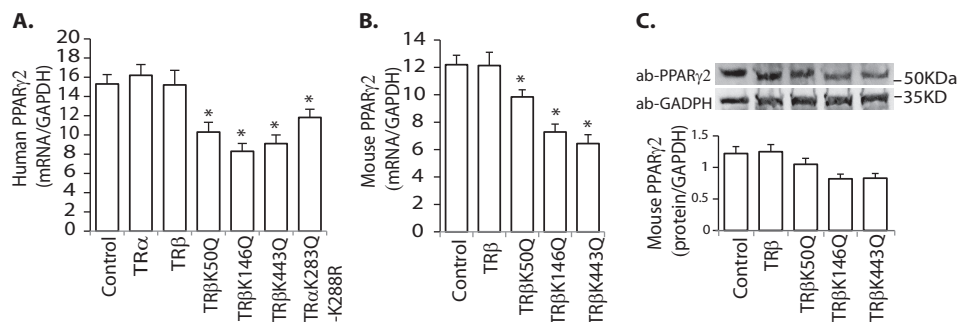 A.
Human PPARγ2
(mRNA/GAPDH)
18
16
14
12
10
8
6
4
2
0
* * * *
Control
TRα
TRβ
TRβK50Q
TRβK146Q
TRβK443Q
TRαK283Q
-K288R
B.
Mouse PPARγ2
(mRNA/GAPDH)
14
12
10
8
6
4
2
0
* * *
Control
TRβ
TRβK50Q
TRβK146Q
TRβK443Q
C.
ab-PPARγ2
50KDa
ab-GADPH
35KD
Mouse PPARγ2
(protein/GAPDH)
1.5
1
0.5
0
Control
TRβ
TRβK50Q
TRβK146Q
TRβK443Q